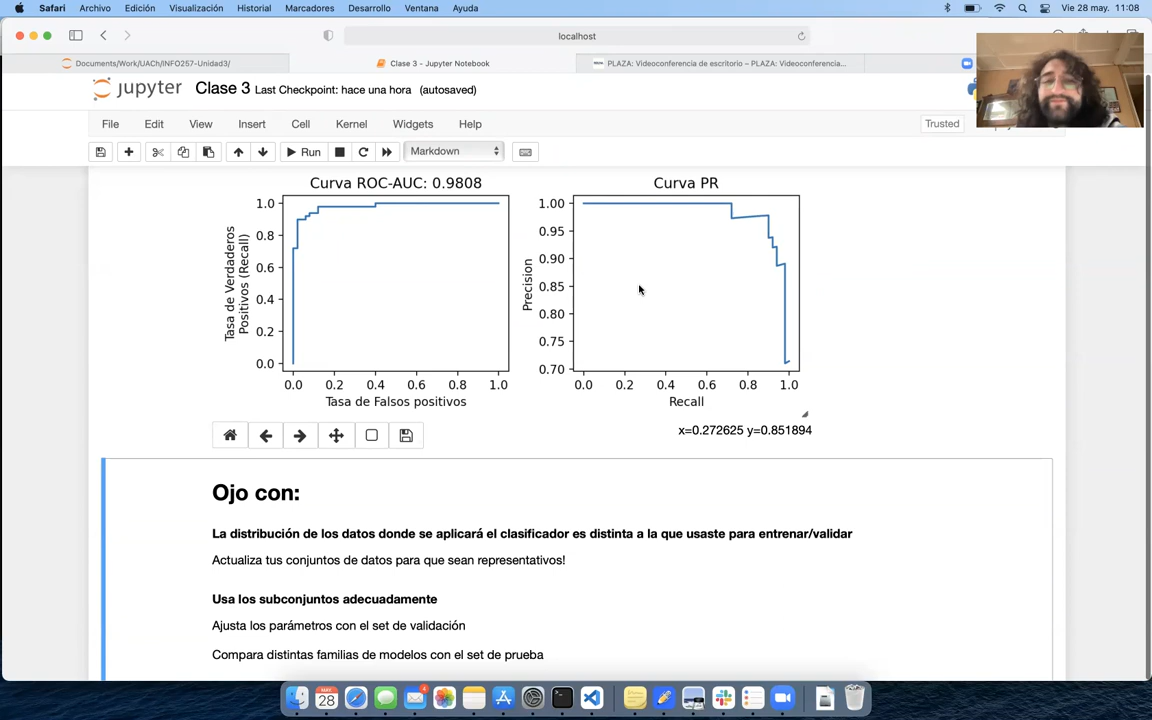 Safari Archivo Edición Visualización Historial Marcadores Desarrollo Ventana Ayuda Vie 28 may. 11:08
localhost
Documents/Work/UACh/INFO257-Unidad3/ Clase 3 - Jupyter Notebook PLAZA: Videoconferencia de escritorio – PLAZA: Videoconferencia...
jupyter Clase 3 Last Checkpoint: hace una hora (autosaved)
File Edit View Insert Cell Kernel Widgets Help Trusted
Run Markdown
Curva ROC-AUC: 0.9808
1.0
0.8
0.6
0.4
0.2
0.0
Tasa de Verdaderos
Positivos (Recall)
0.0 0.2 0.4 0.6 0.8 1.0
Tasa de Falsos positivos
Curva PR
1.00
0.95
0.90
0.85
0.80
0.75
0.70
Precision
0.0 0.2 0.4 0.6 0.8 1.0
Recall
x=0.272625 y=0.851894
Ojo con:
La distribución de los datos donde se aplicará el clasificador es distinta a la que usaste para entrenar/validar
Actualiza tus conjuntos de datos para que sean representativos!
Usa los subconjuntos adecuadamente
Ajusta los parámetros con el set de validación
Compara distintas familias de modelos con el set de prueba
MAY.
28
4